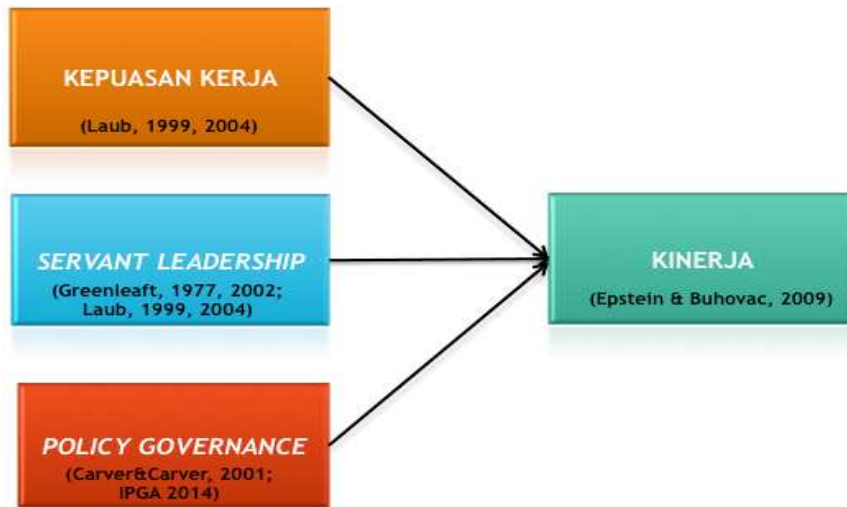 KEPUASAN KERJA
(Laub, 1999, 2004)
SERVANT LEADERSHIP
(Greenleaft, 1977, 2002;
Laub, 1999, 2004)
POLICY GOVERNANCE
(Carver&Carver, 2001;
IPGA 2014)
KINERJA
(Epstein & Buhovac, 2009)